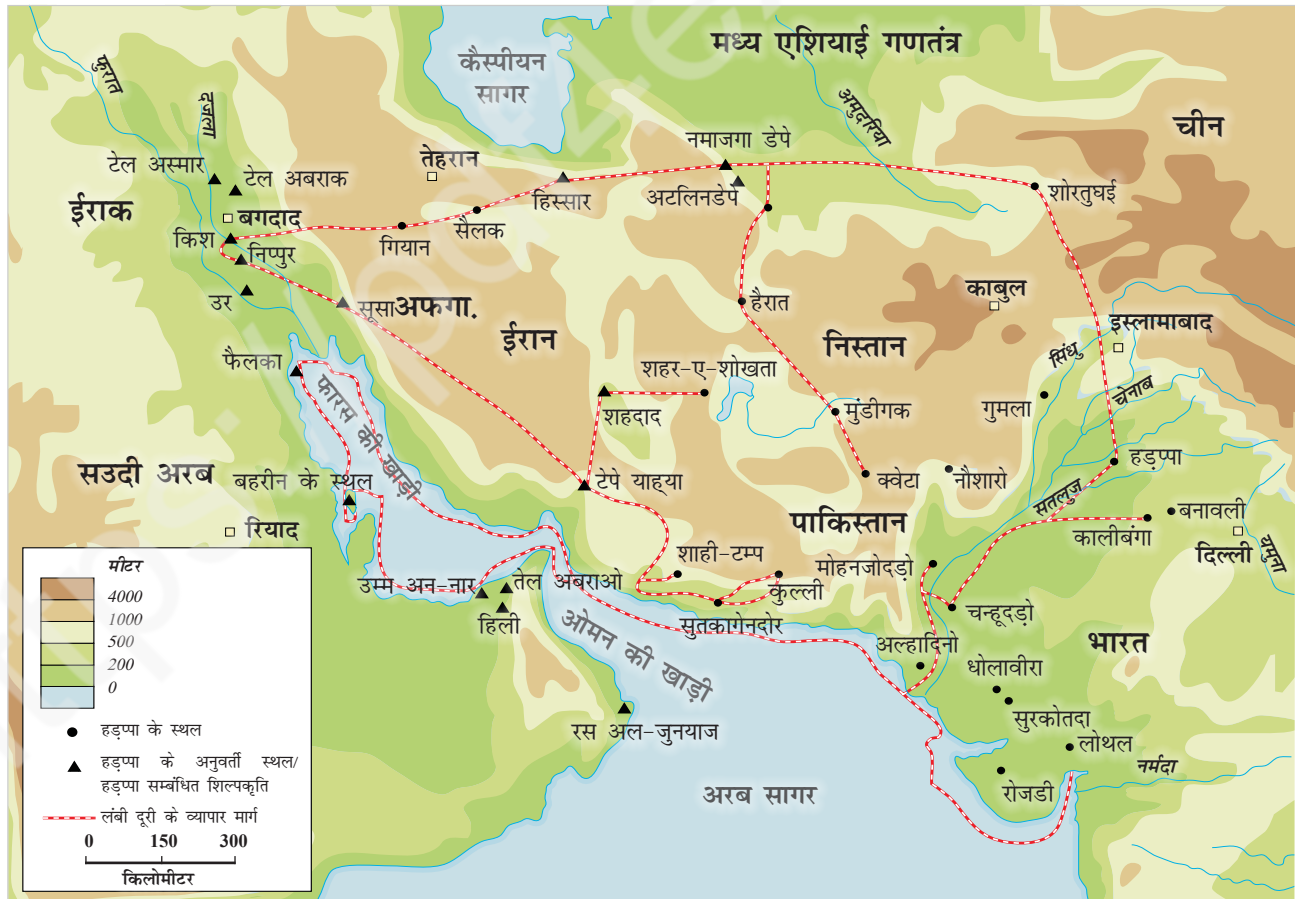 कैस्पीयन
सागर
मध्य एशियाई गणतंत्र
फुरात
दजला
अमुदरिया
चीन
तेहरान
नमाजगा डेपे
टेल अस्मार
टेल अबराक
हिस्सार
अटलिनडेपे
शोरतुघई
ईराक
बगदाद
सैलक
गियान
किश
निप्पुर
उर
सूसा
अफगा.
हैरात
काबुल
इस्लामाबाद
ईरान
निस्तान
सिंधु
फैलका
शहर-ए-शोखता
चेनाब
फारस की खाड़ी
शहदाद
मुंडीगक
गुमला
हड़प्पा
सउदी अरब
बहरीन के स्थल
टेपे याह्या
क्वेटा
नौशारो
सतलुज
बनावली
रियाद
पाकिस्तान
कालीबंगा
दिल्ली
यमुना
शाही-टम्प
मोहनजोदड़ो
उम्म अन-नार
तेल अबराओ
कुल्ली
हिली
सुतकागेनदोर
चन्हूदड़ो
ओमन की खाड़ी
अल्हादिनो
भारत
धोलावीरा
सुरकोतदा
रस अल-जुनयाज
लोथल
नर्मदा
रोजडी
अरब सागर
मीटर
4000
1000
500
200
0
हड़प्पा के स्थल
हड़प्पा के अनुवर्ती स्थल/
हड़प्पा सम्बंधित शिल्पकृति
लंबी दूरी के व्यापार मार्ग
0 150 300
किलोमीटर